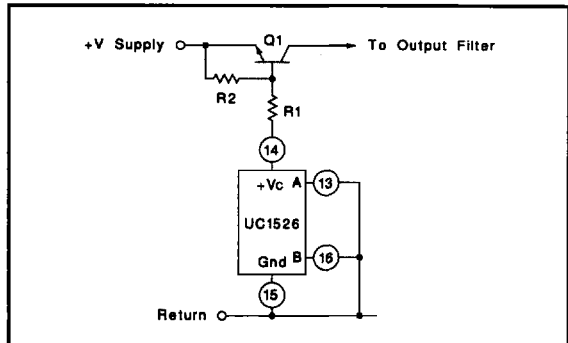 +V Supply
Q1
To Output Filter
R2
R1
14
+Vc
A
13
UC1526
Gnd
B
16
15
Return